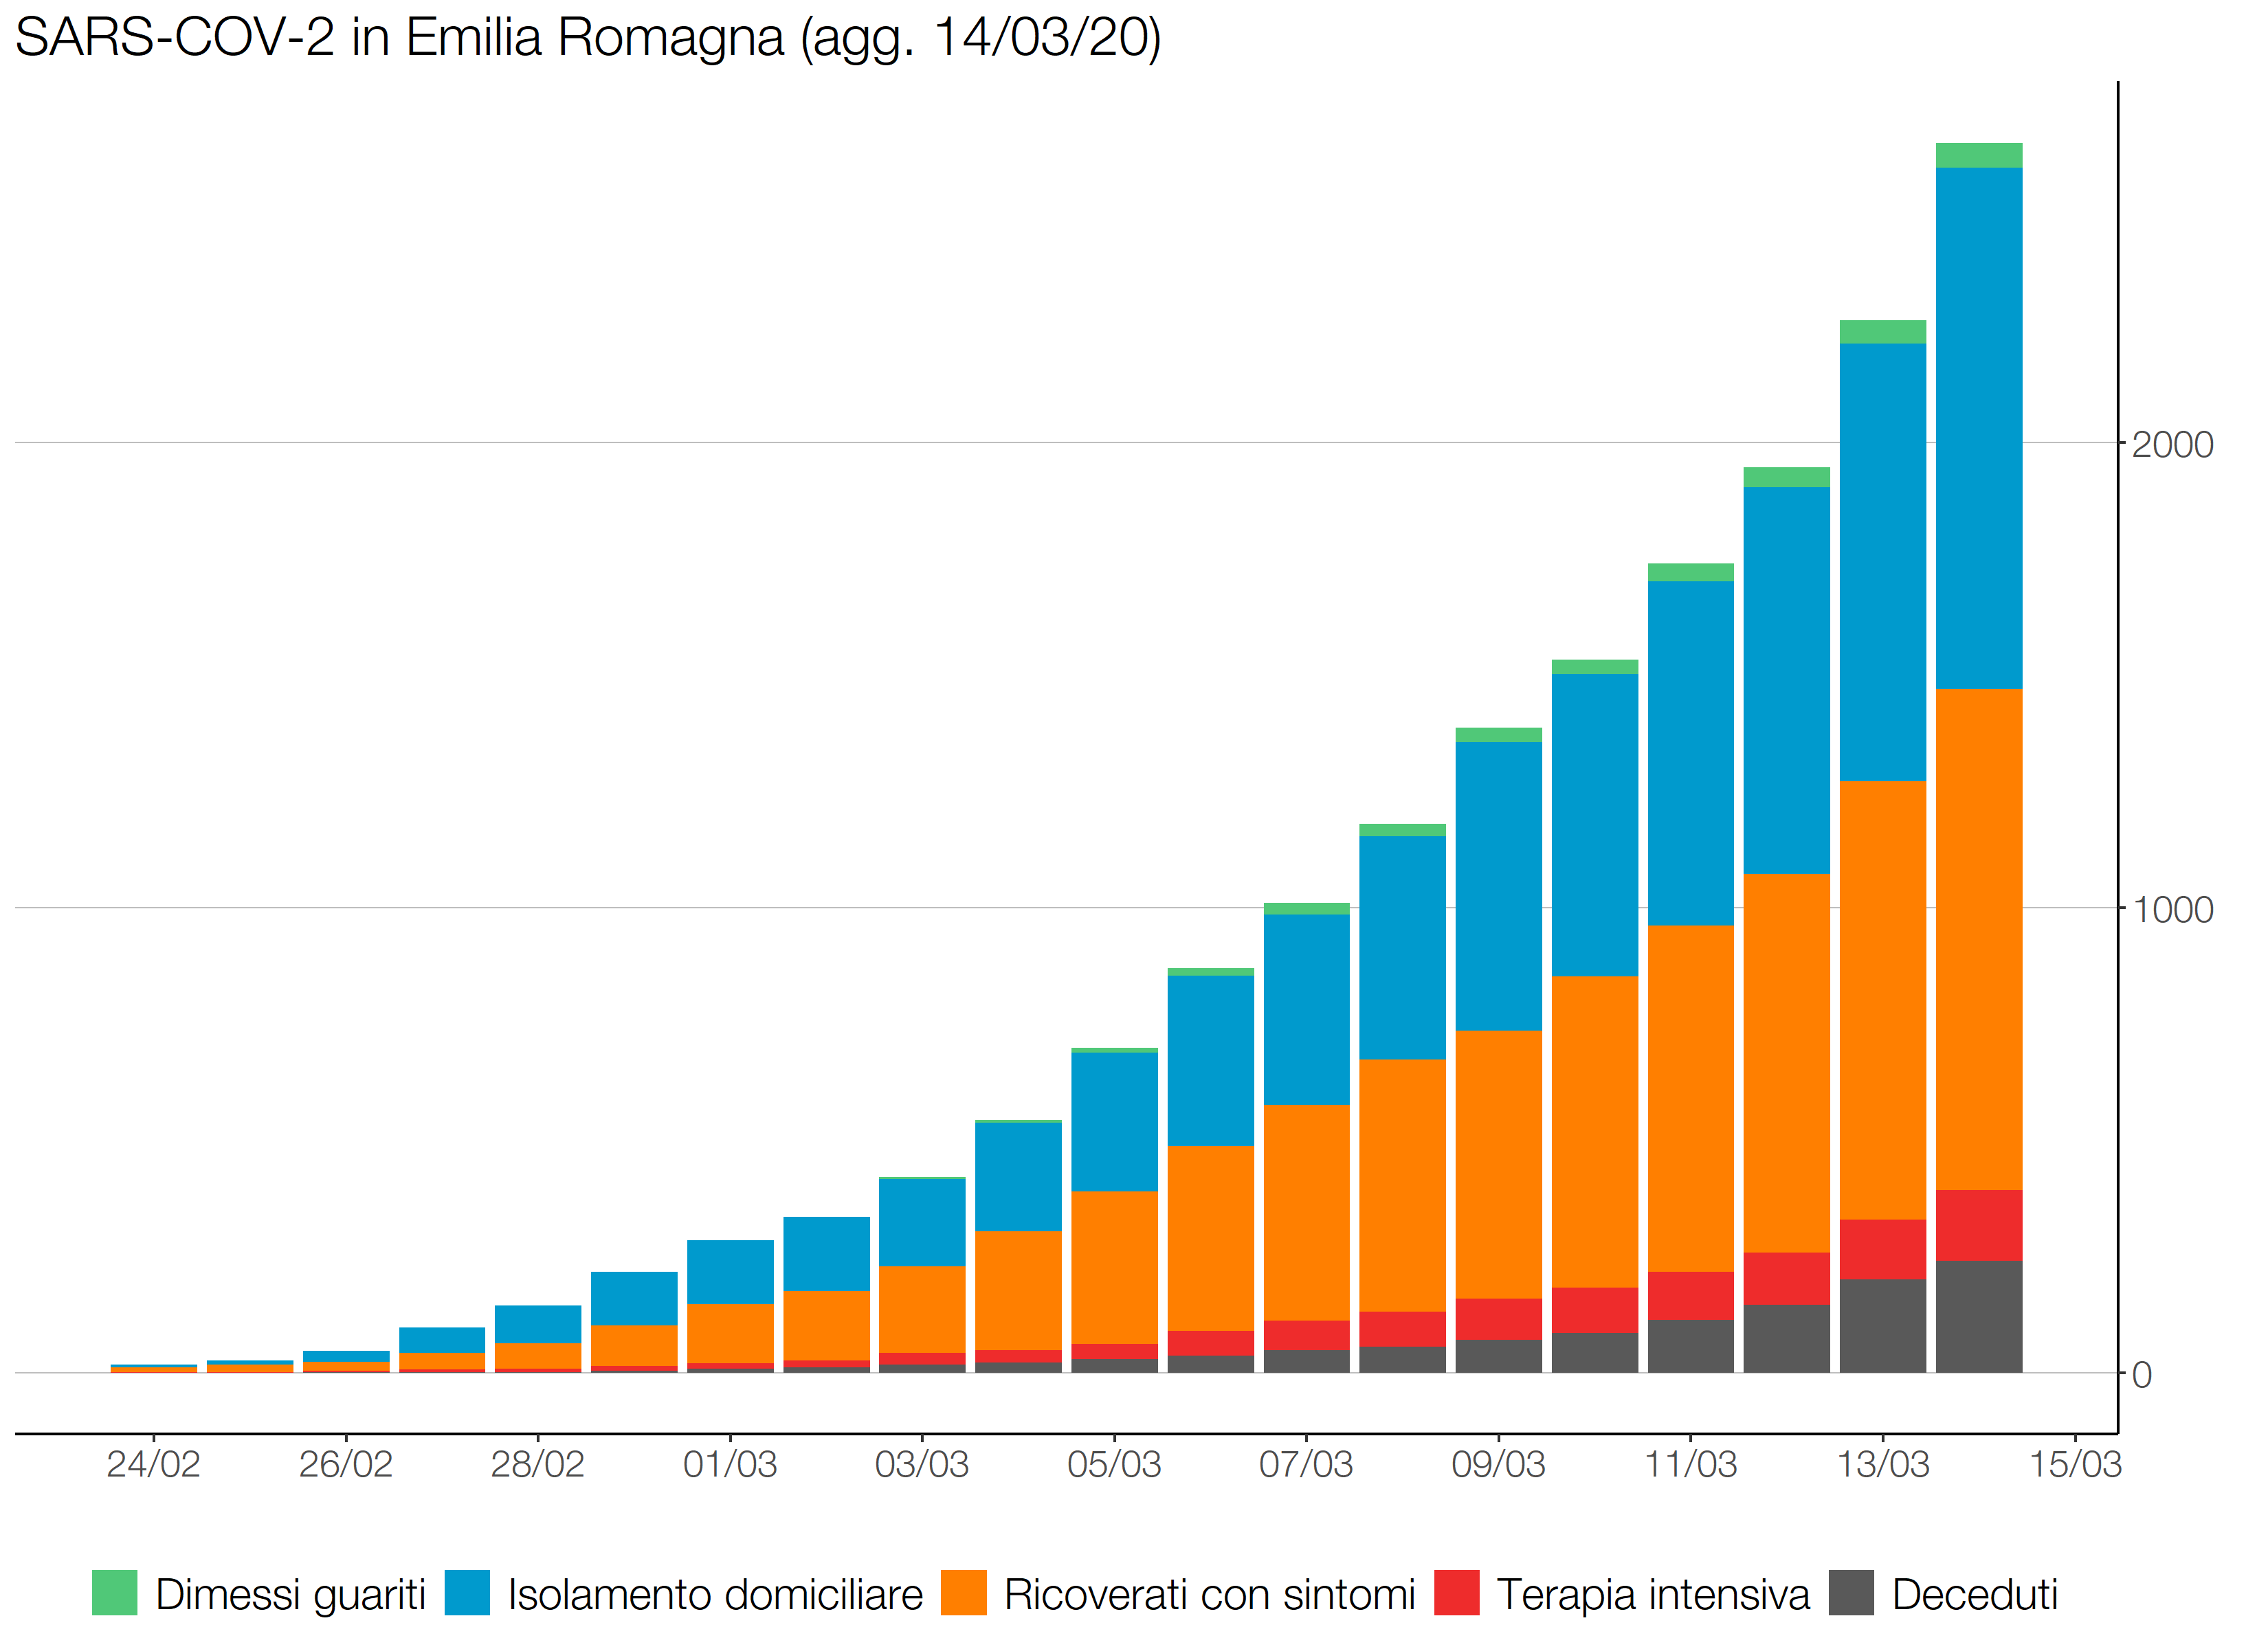 SARS-COV-2 in Emilia Romagna (agg. 14/03/20)
2000
1000
0
24/02 26/02 28/02 01/03 03/03 05/03 07/03 09/03 11/03 13/03 15/03
Dimessi guariti Isolamento domiciliare Ricoverati con sintomi Terapia intensiva Deceduti